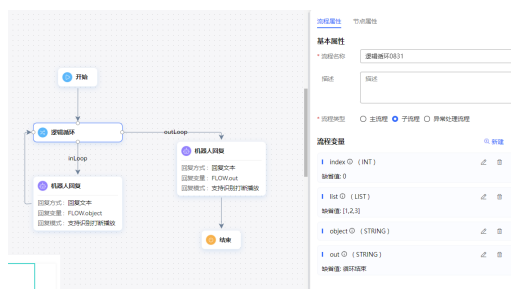 开始
逻辑循环
outLoop
inLoop
机器人回复
回复方式：回复文本
回复变量：FLOW.out
回复模式：支持识别打断播放
机器人回复
回复方式：回复文本
回复变量：FLOW.object
回复模式：支持识别打断播放
结束
流程属性 节点属性
基本属性
* 流程名称 逻辑循环0831
描述 描述
* 流程类型 主流程 子流程 异常处理流程
流程变量 新建
index （INT）
缺省值: 0
list （LIST）
缺省值: [1,2,3]
object （STRING）
out （STRING）
缺省值: 循环结束